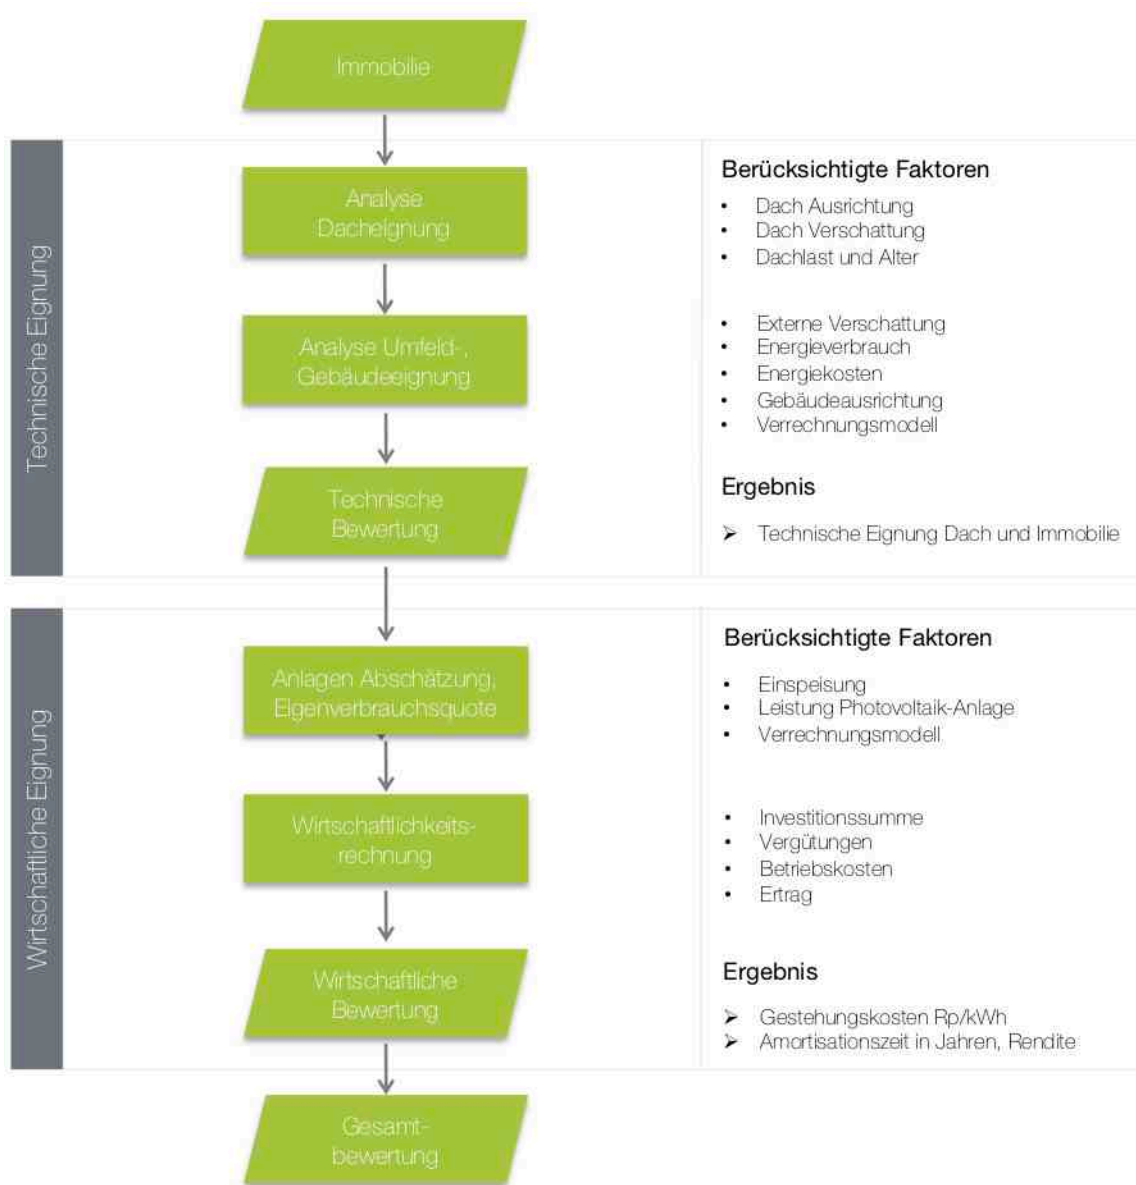 Immobilie
Technische Eignung
Analyse
Dacheignung
Berücksichtigte Faktoren
• Dach Ausrichtung
• Dach Verschattung
• Dachlast und Alter
Analyse Umfeld-,
Gebäudeeignung
• Externe Verschattung
• Energieverbrauch
• Energiekosten
• Gebäudeausrichtung
• Verrechnungsmodell
Technische
Bewertung
Ergebnis
➢ Technische Eignung Dach und Immobilie
Wirtschaftliche Eignung
Anlagen Abschätzung,
Eigenverbrauchsquote
Berücksichtigte Faktoren
• Einspeisung
• Leistung Photovoltaik-Anlage
• Verrechnungsmodell
Wirtschaftlichkeits-
rechnung
• Investitionssumme
• Vergütungen
• Betriebskosten
• Ertrag
Wirtschaftliche
Bewertung
Ergebnis
➢ Gestehungskosten Rp/kWh
➢ Amortisationszeit in Jahren, Rendite
Gesamt-
bewertung